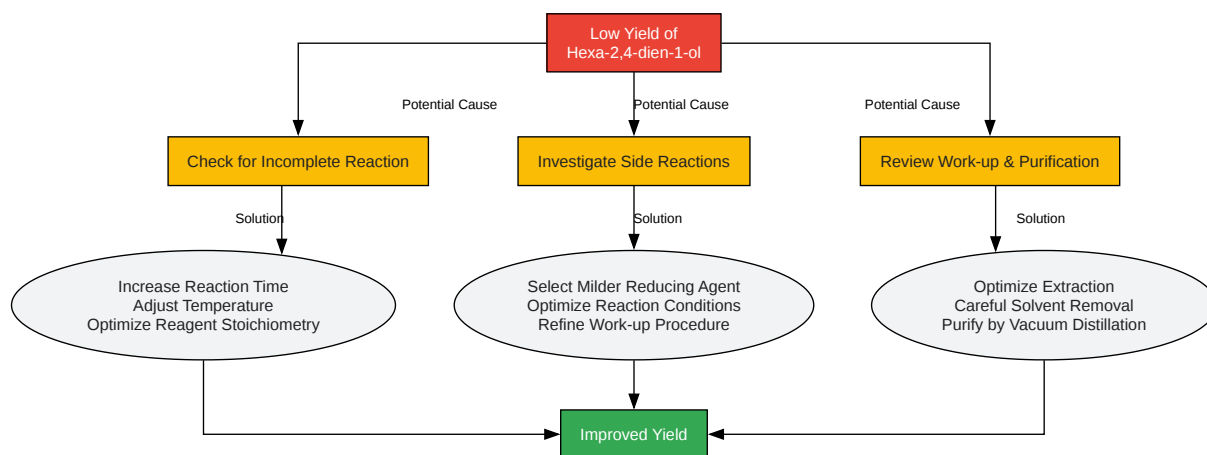 Low Yield of
Hexa-2,4-dien-1-ol
Potential Cause
Potential Cause
Potential Cause
Check for Incomplete Reaction
Investigate Side Reactions
Review Work-up & Purification
Solution
Solution
Solution
Increase Reaction Time
Adjust Temperature
Optimize Reagent Stoichiometry
Select Milder Reducing Agent
Optimize Reaction Conditions
Refine Work-up Procedure
Optimize Extraction
Careful Solvent Removal
Purify by Vacuum Distillation
Improved Yield